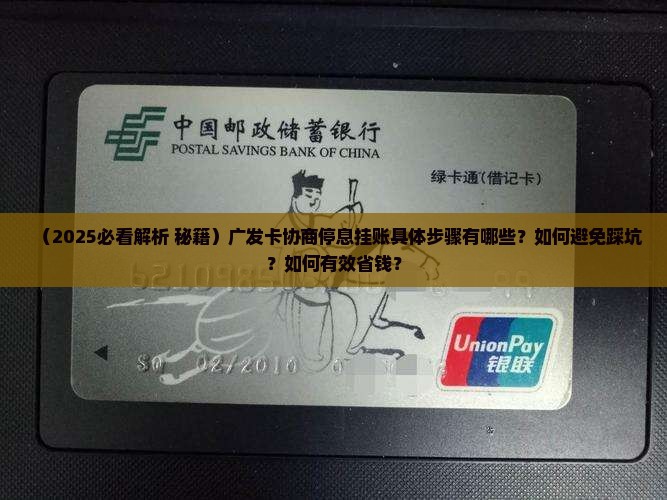 中国邮政储蓄银行
POSTAL SAVINGS BANK OF CHINA
绿卡通(借记卡)
（2025必看解析 秘籍）广发卡协商停息挂账具体步骤有哪些？如何避免踩坑
？如何有效省钱？
02/2010
UnionPay
银联